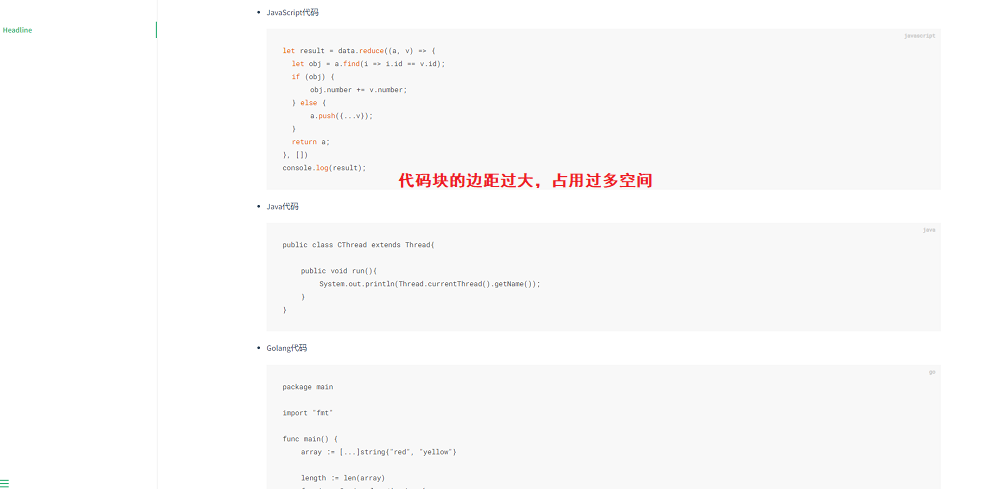 Headline
JavaScript代码
javascript
let result = data.reduce((a, v) => {
let obj = a.find(i => i.id == v.id);
if (obj) {
obj.number += v.number;
} else {
a.push((...v));
}
return a;
}, [])
console.log(result);
代码块的边距过大，占用过多空间
Java代码
java
public class CThread extends Thread{
public void run(){
System.out.println(Thread.currentThread().getName());
}
}
Golang代码
go
package main
import "fmt"
func main() {
array := [...]string{"red", "yellow"}
length := len(array)